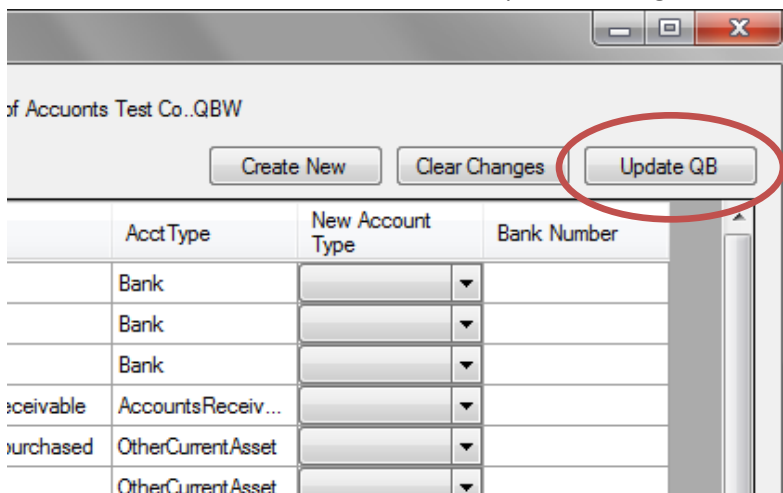 of Accuonts Test Co..QBW
Create New Clear Changes Update QB
AcctType New Account Type Bank Number
Bank
Bank
Bank
eceivable AccountsReceiv...
purchased OtherCurrentAsset
OtherCurrentAsset